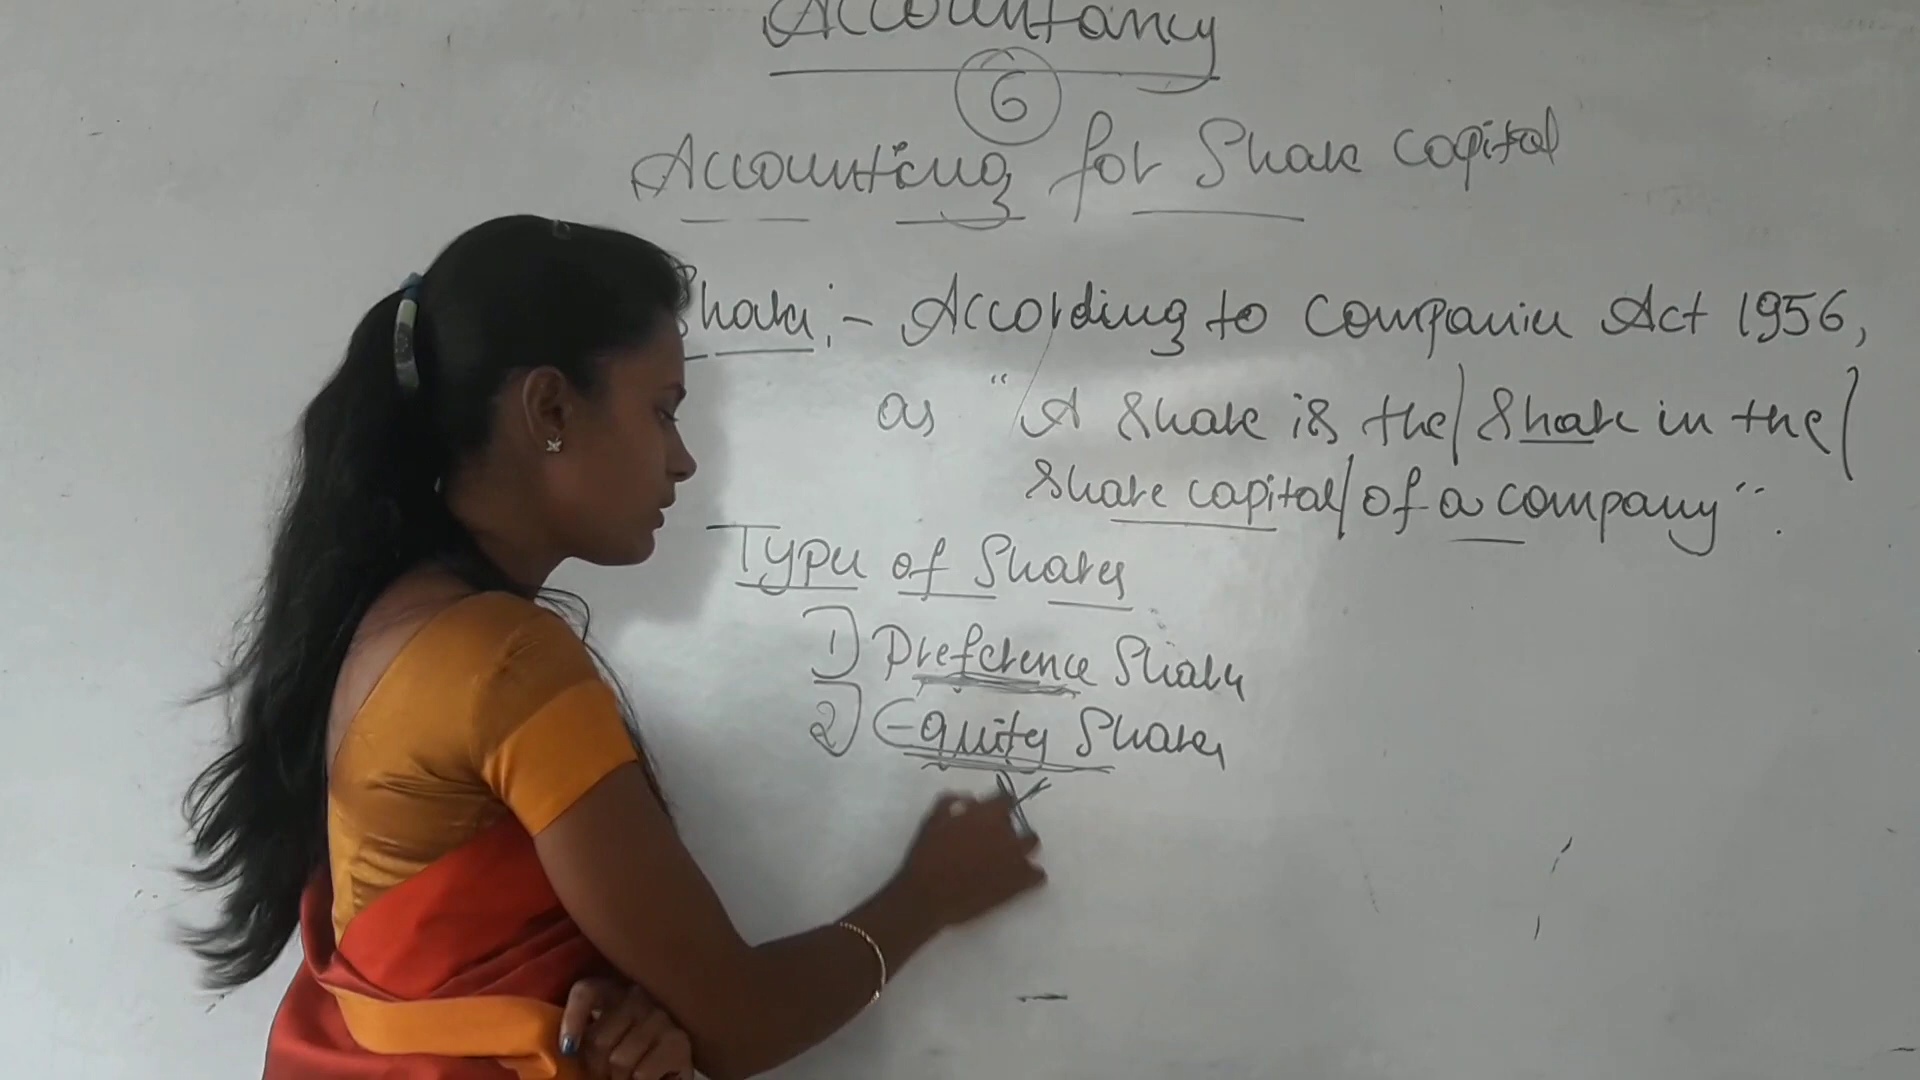 Accountancy
6
Accounting for Share capital
Share :- According to Companies Act 1956,
as "A share is the share in the
share capital of a company".
Types of Shares
1) Preference Shares
2) Equity Shares